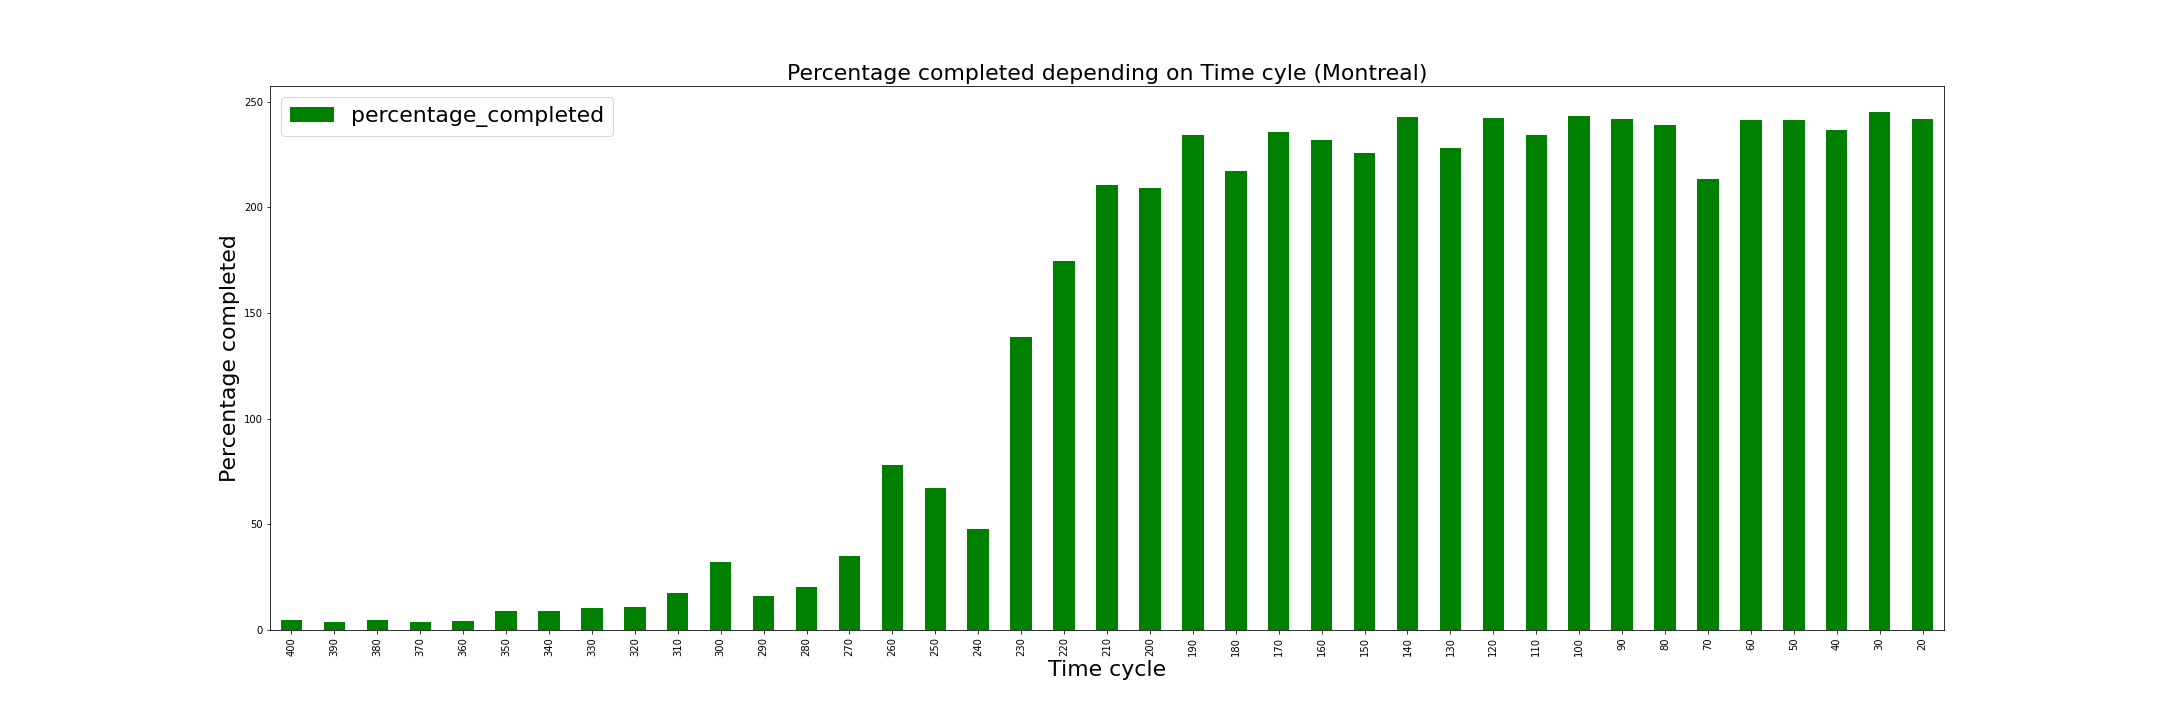 Percentage completed depending on Time cyle (Montreal)
percentage_completed
Percentage completed
250
200
150
100
50
0
400 390 380 370 360 350 340 330 320 310 300 290 280 270 260 250 240 230 220 210 200 190 180 170 160 150 140 130 120 110 100 90 80 70 60 50 40 30 20
Time cycle